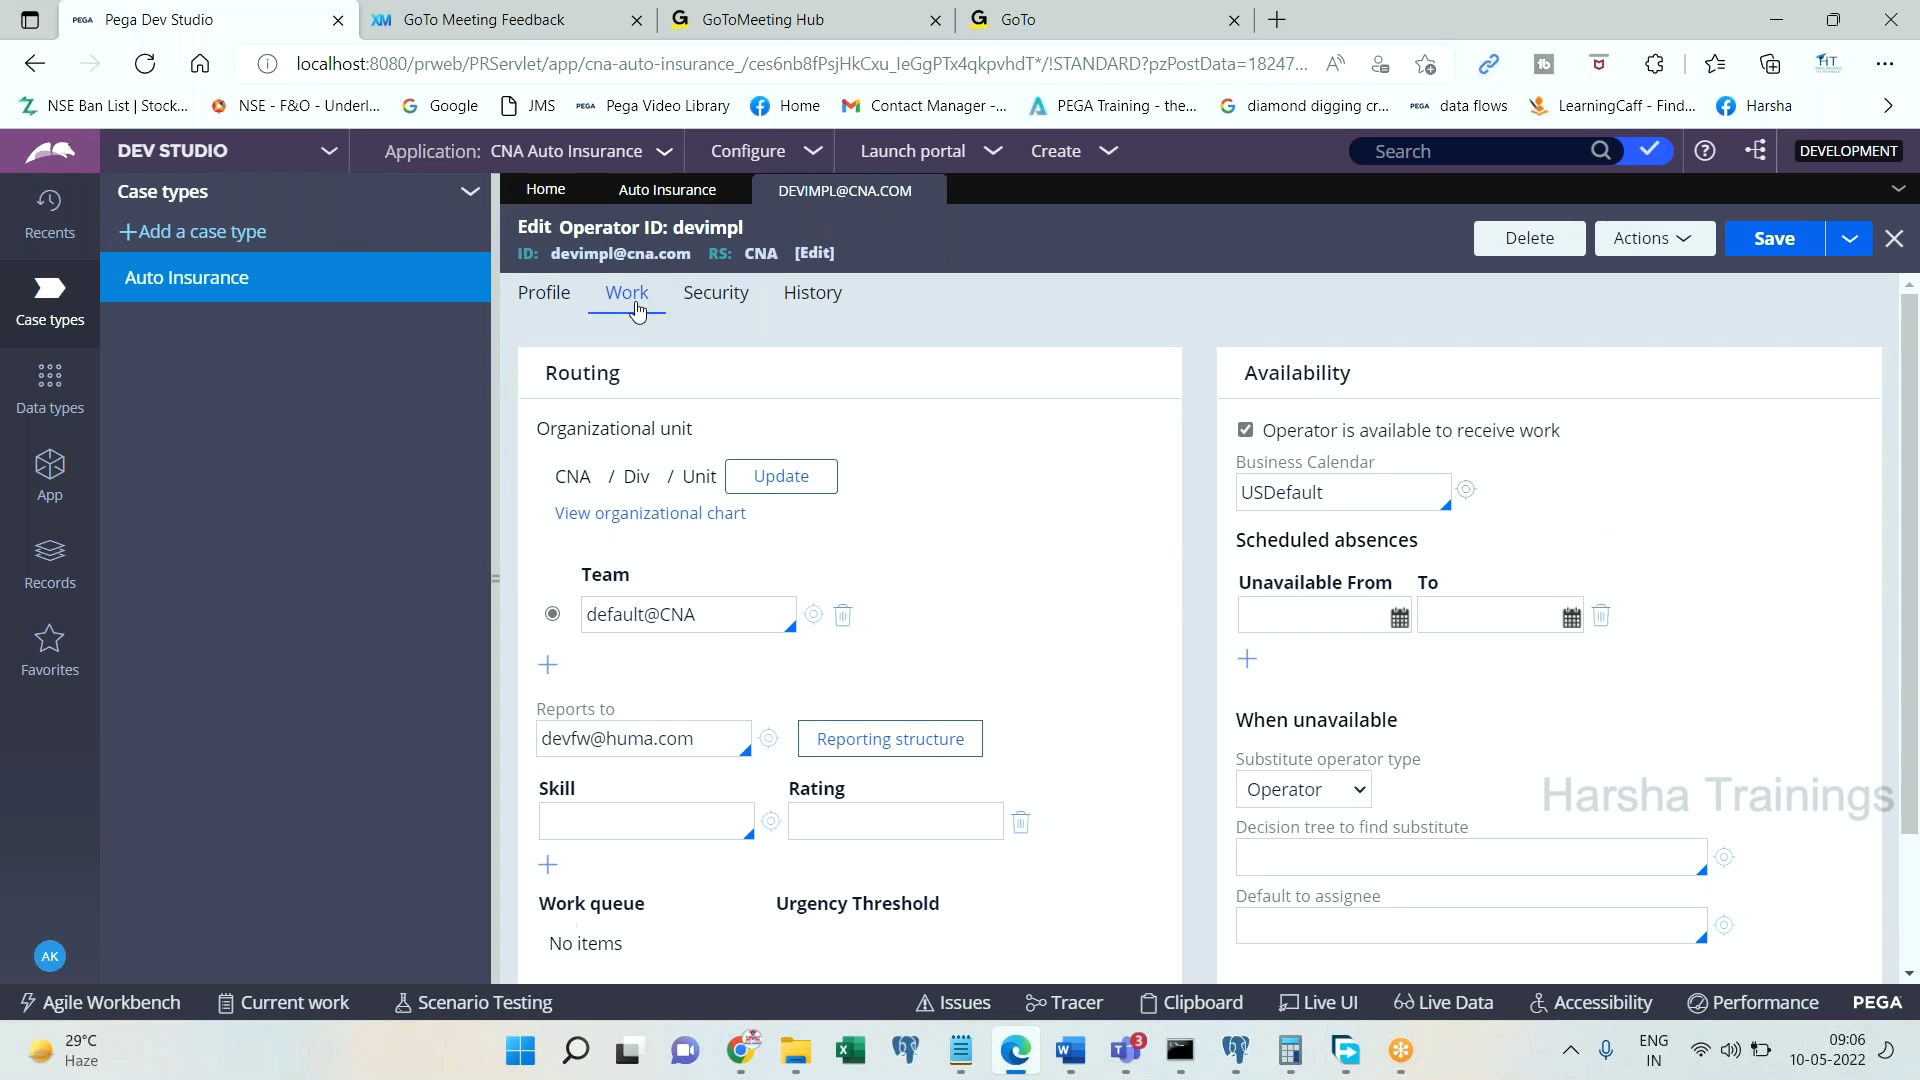 PEGA Pega Dev Studio
XM GoTo Meeting Feedback
G GoToMeeting Hub
G GoTo
localhost:8080/prweb/PRServlet/app/cna-auto-insurance_/ces6nb8fPsjHkCxu_IeGgPTx4qkpvhdT*/!STANDARD?pzPostData=18247...
NSE Ban List | Stock...
NSE - F&O - Underl...
Google
JMS
PEGA Pega Video Library
Home
Contact Manager -...
PEGA Training - the...
diamond digging cr...
PEGA data flows
LearningCaff - Find...
Harsha
DEV STUDIO
Application: CNA Auto Insurance
Configure
Launch portal
Create
Search
DEVELOPMENT
Recents
Case types
Data types
App
Records
Favorites
AK
Case types
+Add a case type
Auto Insurance
Home
Auto Insurance
DEVIMPL@CNA.COM
Edit Operator ID: devimpl
ID: devimpl@cna.com RS: CNA [Edit]
Delete
Actions
Save
Profile
Work
Security
History
Routing
Organizational unit
CNA / Div / Unit Update
View organizational chart
Team
default@CNA
Reports to
devfw@huma.com
Reporting structure
Skill
Rating
Work queue
Urgency Threshold
No items
Availability
Operator is available to receive work
Business Calendar
USDefault
Scheduled absences
Unavailable From
To
When unavailable
Substitute operator type
Operator
Harsha Trainings
Decision tree to find substitute
Default to assignee
Agile Workbench
Current work
Scenario Testing
Issues
Tracer
Clipboard
Live UI
Live Data
Accessibility
Performance
PEGA
29°C
Haze
3
ENG
IN
09:06
10-05-2022